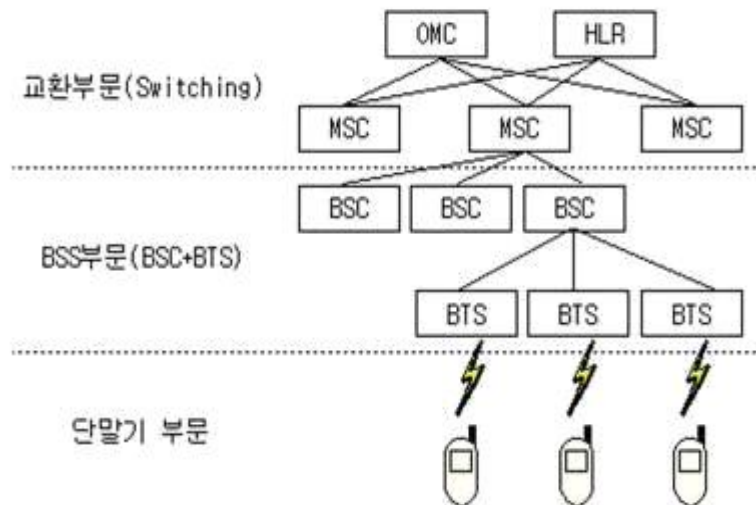 OMC HLR
교환부문(Switching)
MSC MSC MSC
BSC BSC BSC
BSS부문(BSC+BTS)
BTS BTS BTS
단말기 부문